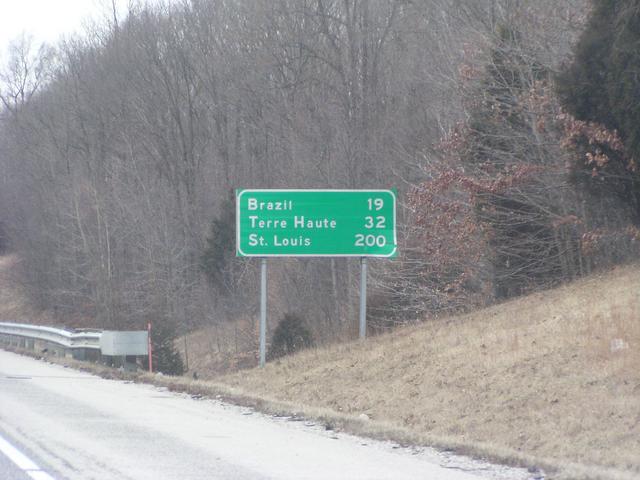 Brazil 19
Terre Haute 32
St. Louis 200